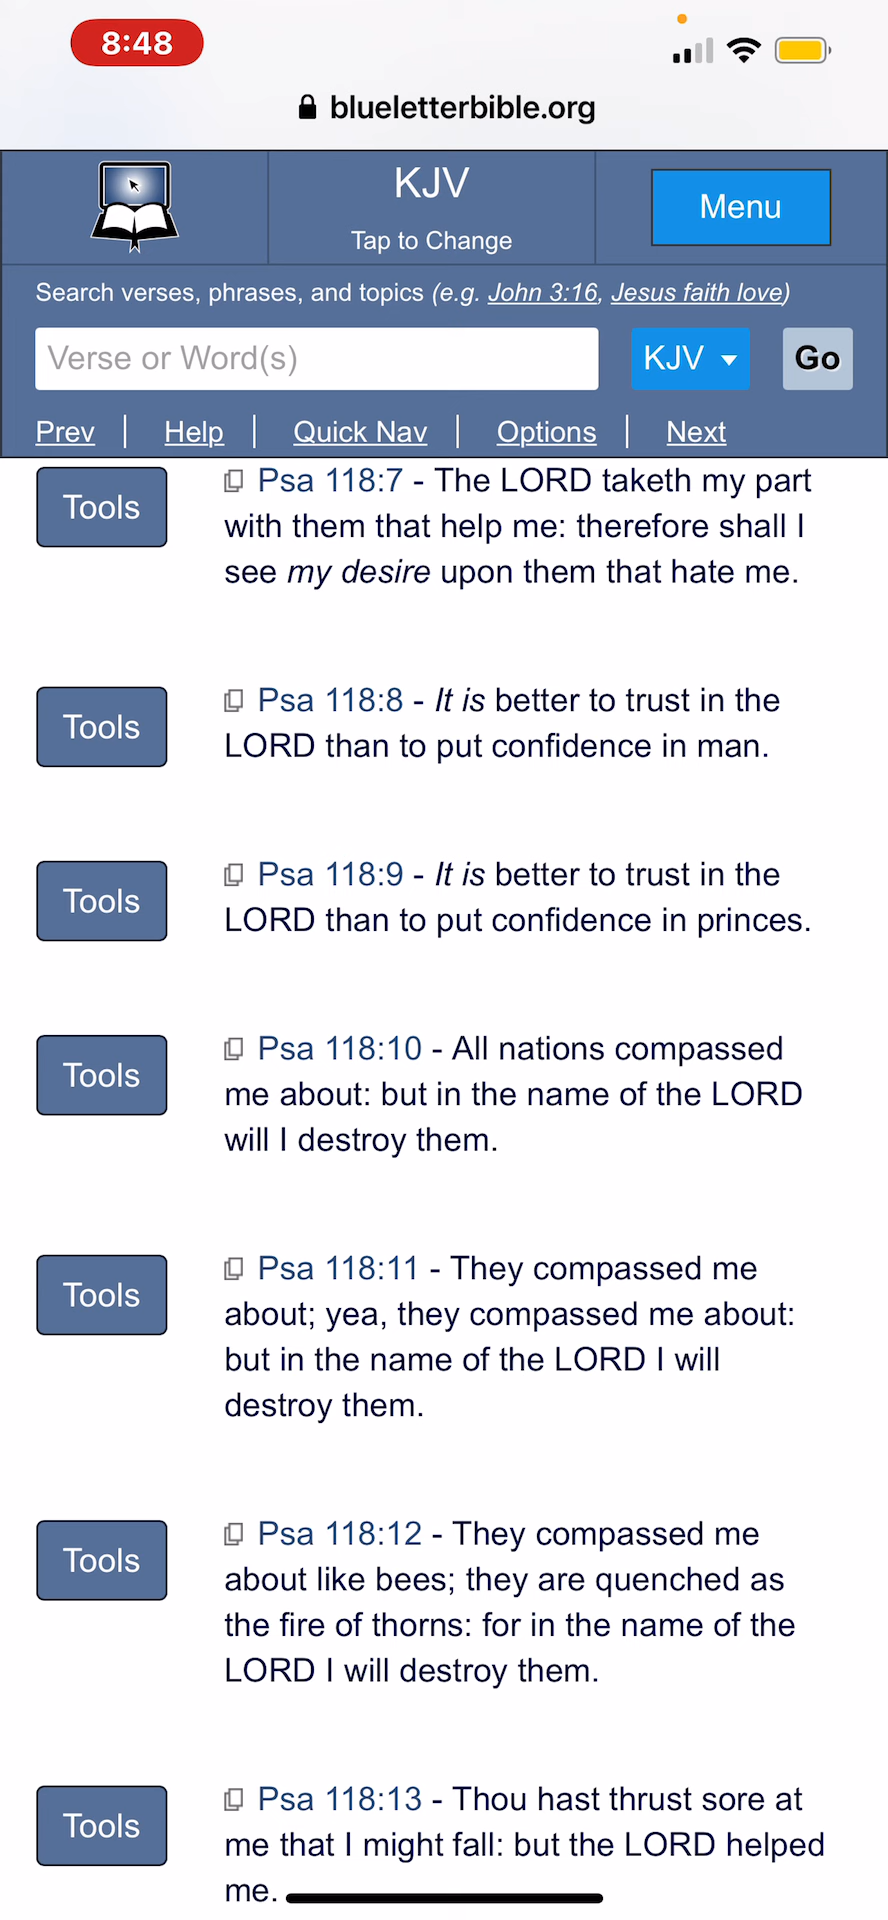 8:48
blueletterbible.org
KJV
Tap to Change
Menu
Search verses, phrases, and topics (e.g. John 3:16, Jesus faith love)
Verse or Word(s)
KJV
Go
Prev | Help | Quick Nav | Options | Next
Tools
Psa 118:7 - The LORD taketh my part
with them that help me: therefore shall I
see my desire upon them that hate me.
Tools
Psa 118:8 - It is better to trust in the
LORD than to put confidence in man.
Tools
Psa 118:9 - It is better to trust in the
LORD than to put confidence in princes.
Tools
Psa 118:10 - All nations compassed
me about: but in the name of the LORD
will I destroy them.
Tools
Psa 118:11 - They compassed me
about; yea, they compassed me about:
but in the name of the LORD I will
destroy them.
Tools
Psa 118:12 - They compassed me
about like bees; they are quenched as
the fire of thorns: for in the name of the
LORD I will destroy them.
Tools
Psa 118:13 - Thou hast thrust sore at
me that I might fall: but the LORD helped
me.